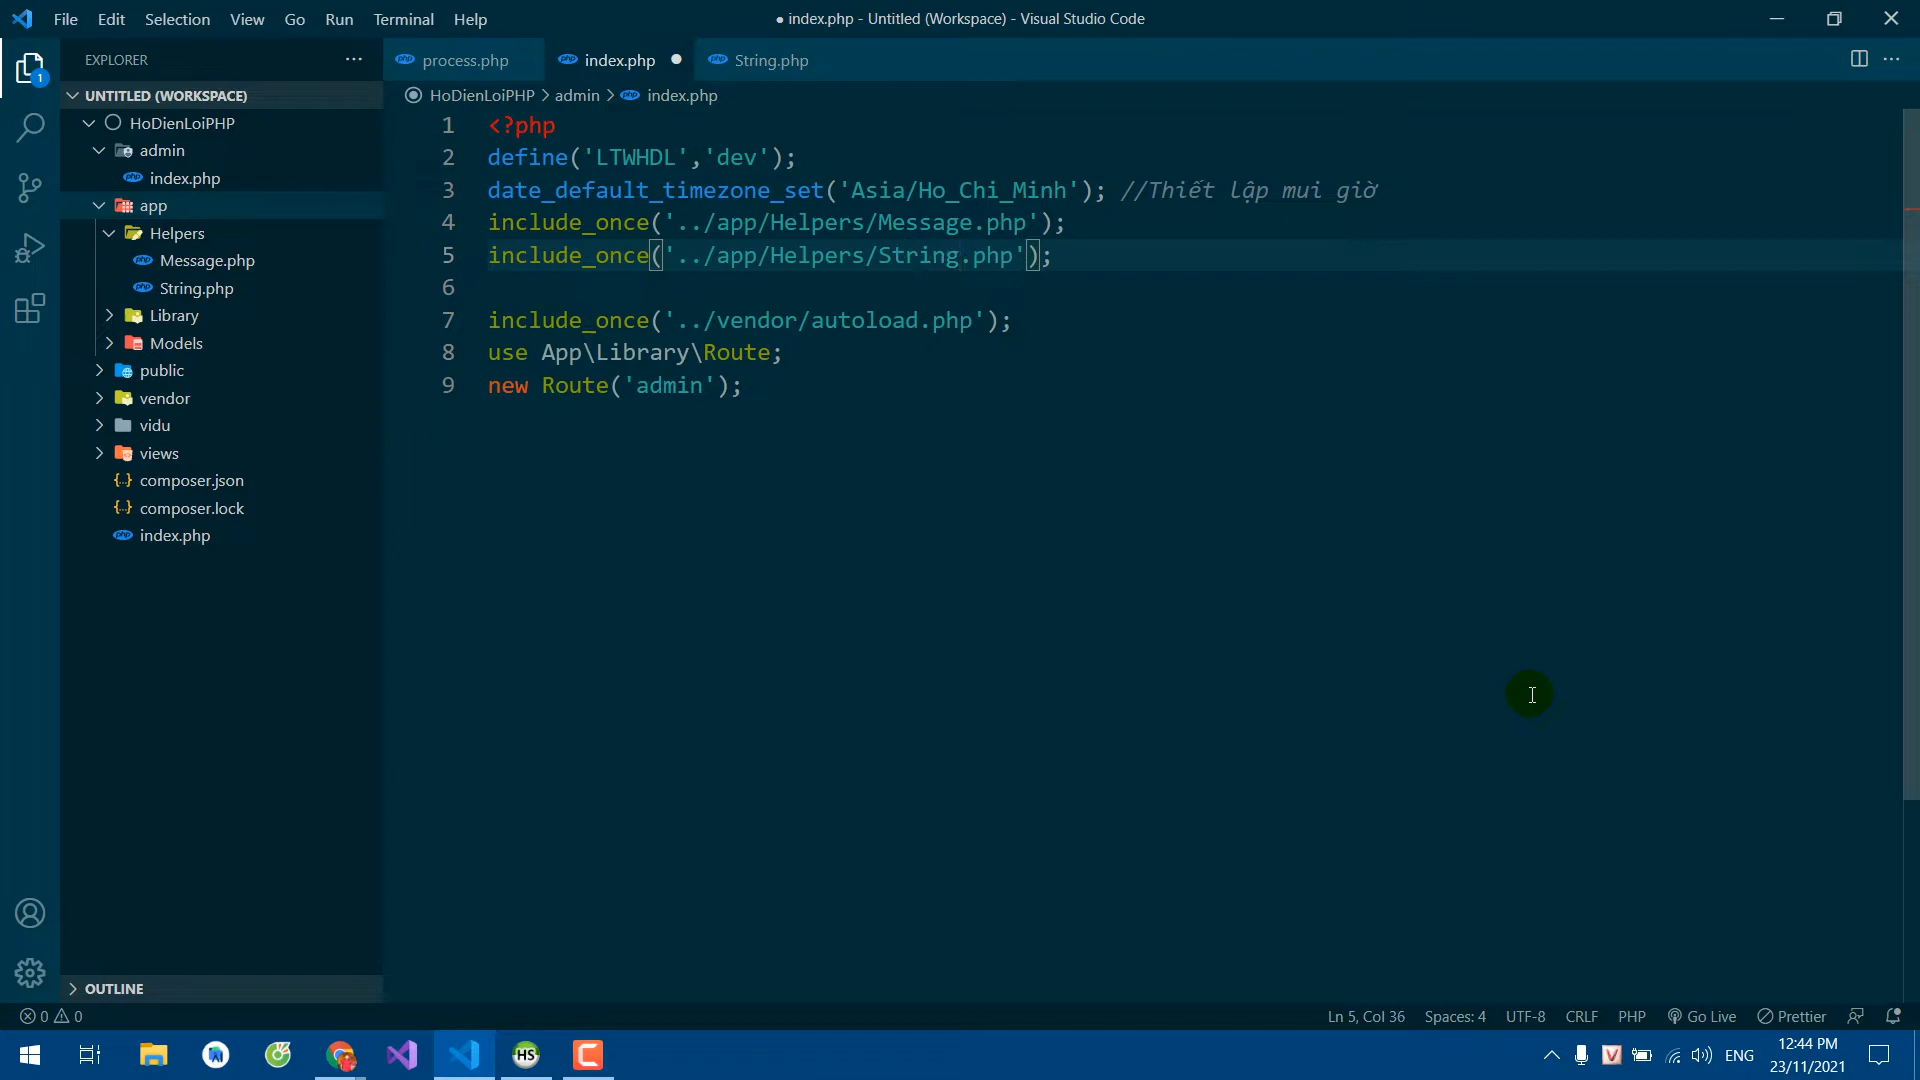 File Edit Selection View Go Run Terminal Help
● index.php - Untitled (Workspace) - Visual Studio Code
EXPLORER
process.php
index.php
String.php
UNTITLED (WORKSPACE)
HoDienLoiPHP > admin > index.php
HoDienLoiPHP
admin
index.php
app
Helpers
Message.php
String.php
Library
Models
public
vendor
vidu
views
composer.json
composer.lock
index.php
OUTLINE
1 <?php
2 define('LTWHDL','dev');
3 date_default_timezone_set('Asia/Ho_Chi_Minh'); //Thiết lập mui giờ
4 include_once('../app/Helpers/Message.php');
5 include_once('../app/Helpers/String.php');
6
7 include_once('../vendor/autoload.php');
8 use App\Library\Route;
9 new Route('admin');
1
0 0
Ln 5, Col 36 Spaces: 4 UTF-8 CRLF PHP Go Live Prettier
HS
V
ENG
12:44 PM
23/11/2021